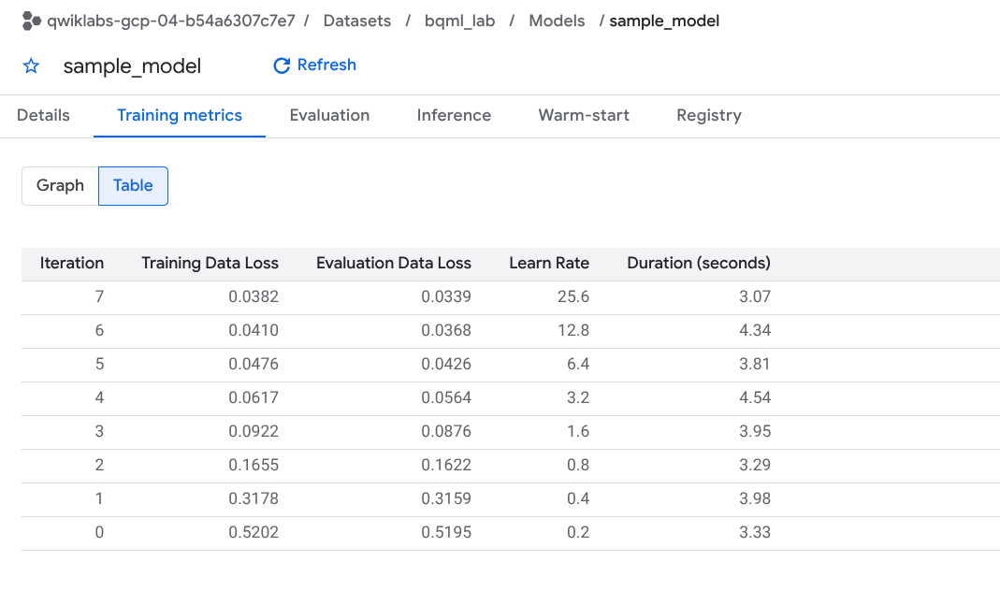 qwiklabs-gcp-04-b54a6307c7e7 / Datasets / bqml_lab / Models / sample_model
sample_model Refresh
Details Training metrics Evaluation Inference Warm-start Registry
Graph Table
Iteration Training Data Loss Evaluation Data Loss Learn Rate Duration (seconds)
7 0.0382 0.0339 25.6 3.07
6 0.0410 0.0368 12.8 4.34
5 0.0476 0.0426 6.4 3.81
4 0.0617 0.0564 3.2 4.54
3 0.0922 0.0876 1.6 3.95
2 0.1655 0.1622 0.8 3.29
1 0.3178 0.3159 0.4 3.98
0 0.5202 0.5195 0.2 3.33